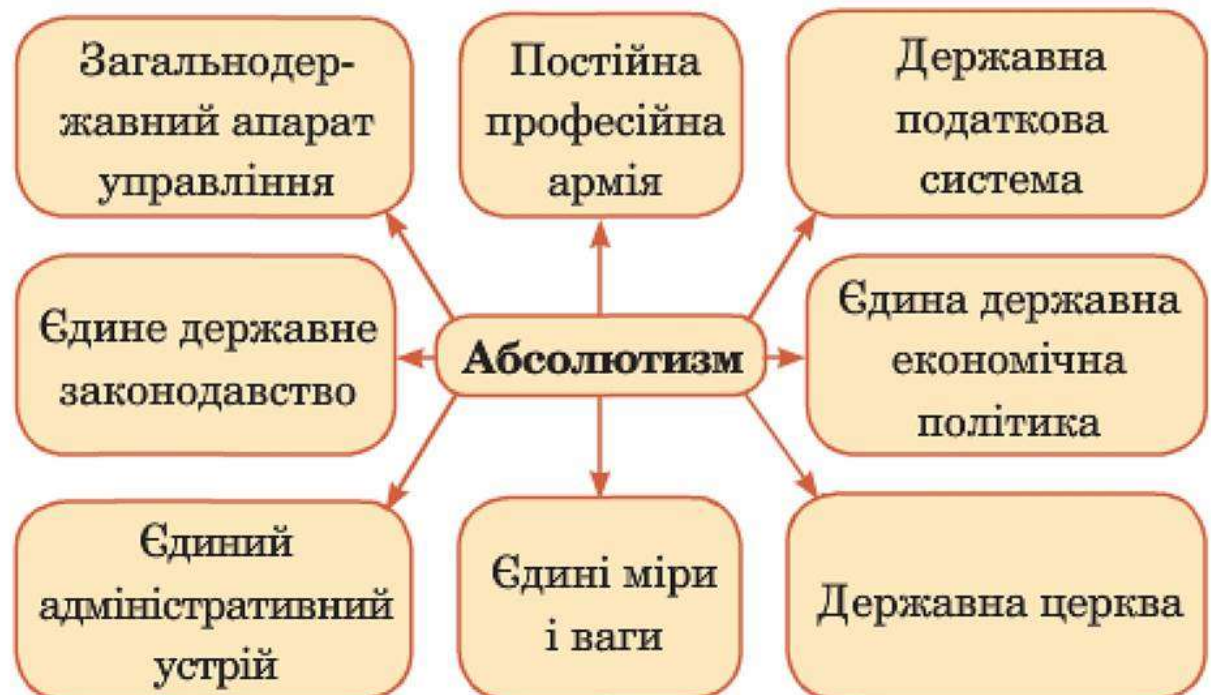 Загальнодер-
жавний апарат
управління
Постійна
професійна
армія
Державна
податкова
система
Єдине державне
законодавство
Абсолютизм
Єдина державна
економічна
політика
Єдиний
адміністративний
устрій
Єдині міри
і ваги
Державна церква